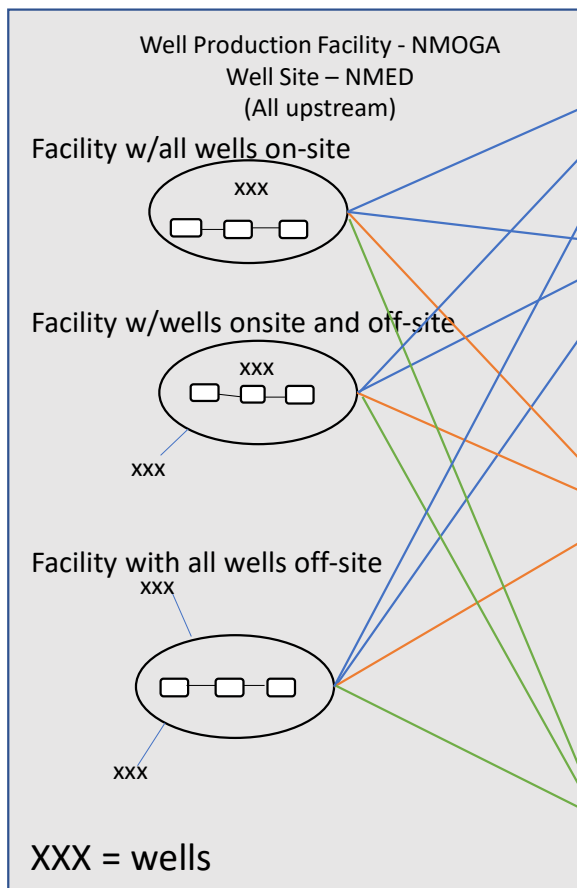 Well Production Facility - NMOGA
Well Site – NMED
(All upstream)
Facility w/all wells on-site
xxx
Facility w/wells onsite and off-site
xxx
xxx
Facility with all wells off-site
xxx
xxx
XXX = wells